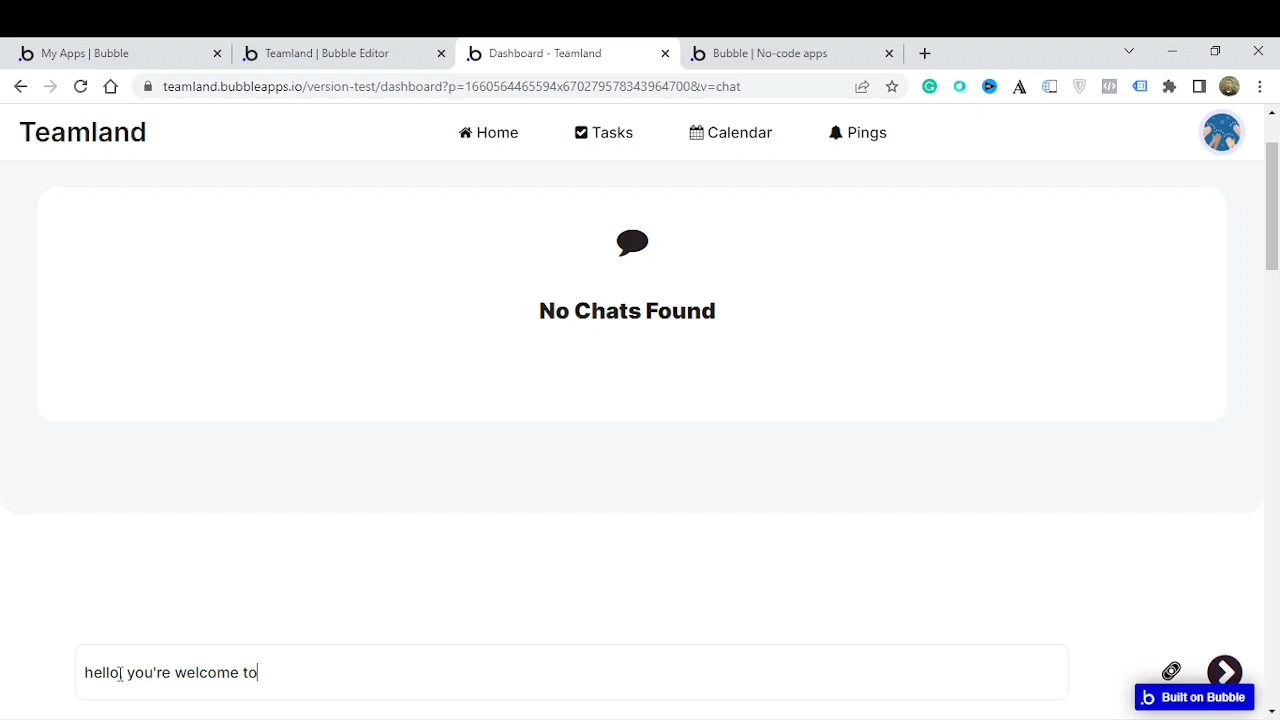 My Apps | Bubble
Teamland | Bubble Editor
Dashboard - Teamland
Bubble | No-code apps
teamland.bubbleapps.io/version-test/dashboard?p=1660564465594x670279578343964700&v=chat
Teamland
Home
Tasks
Calendar
Pings
No Chats Found
hello, you're welcome to
Built on Bubble